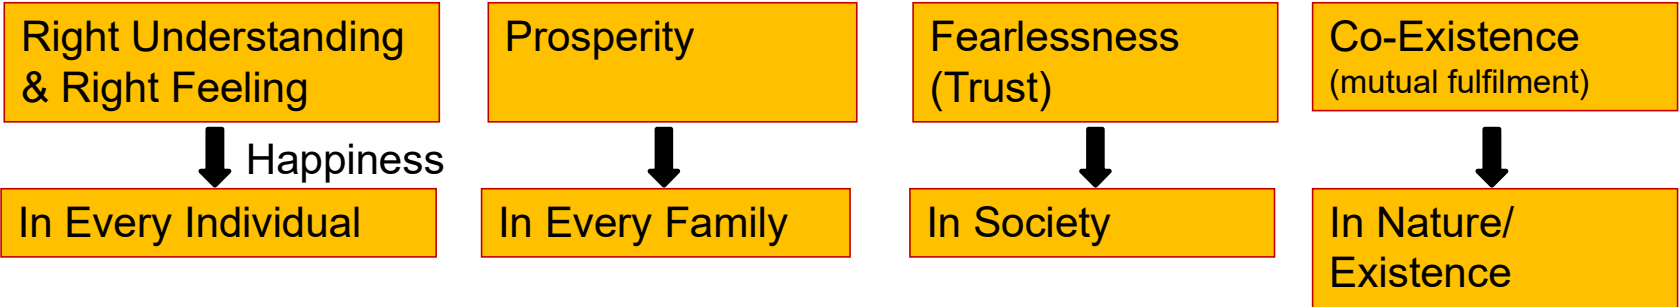 Right Understanding
& Right Feeling
Prosperity
Fearlessness
(Trust)
Co-Existence
(mutual fulfilment)
Happiness
In Every Individual
In Every Family
In Society
In Nature/
Existence